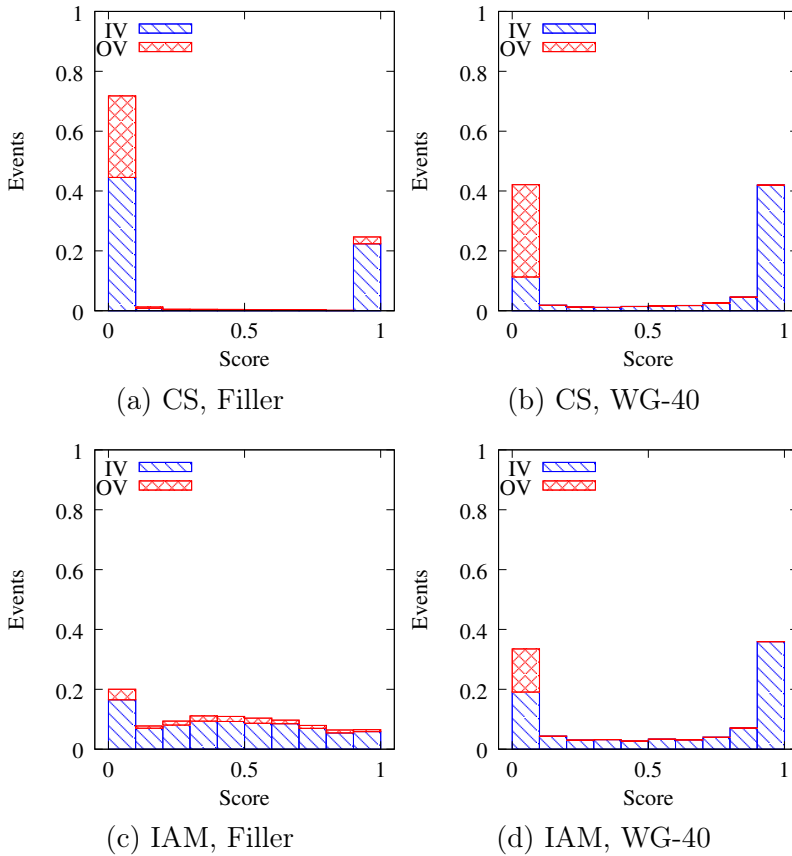 1
0.8
0.6
0.4
0.2
0
0 0.5 1
Events
Score
IV
OV
(a) CS, Filler
1
0.8
0.6
0.4
0.2
0
0 0.5 1
Events
Score
IV
OV
(b) CS, WG-40
1
0.8
0.6
0.4
0.2
0
0 0.5 1
Events
Score
IV
OV
(c) IAM, Filler
1
0.8
0.6
0.4
0.2
0
0 0.5 1
Events
Score
IV
OV
(d) IAM, WG-40